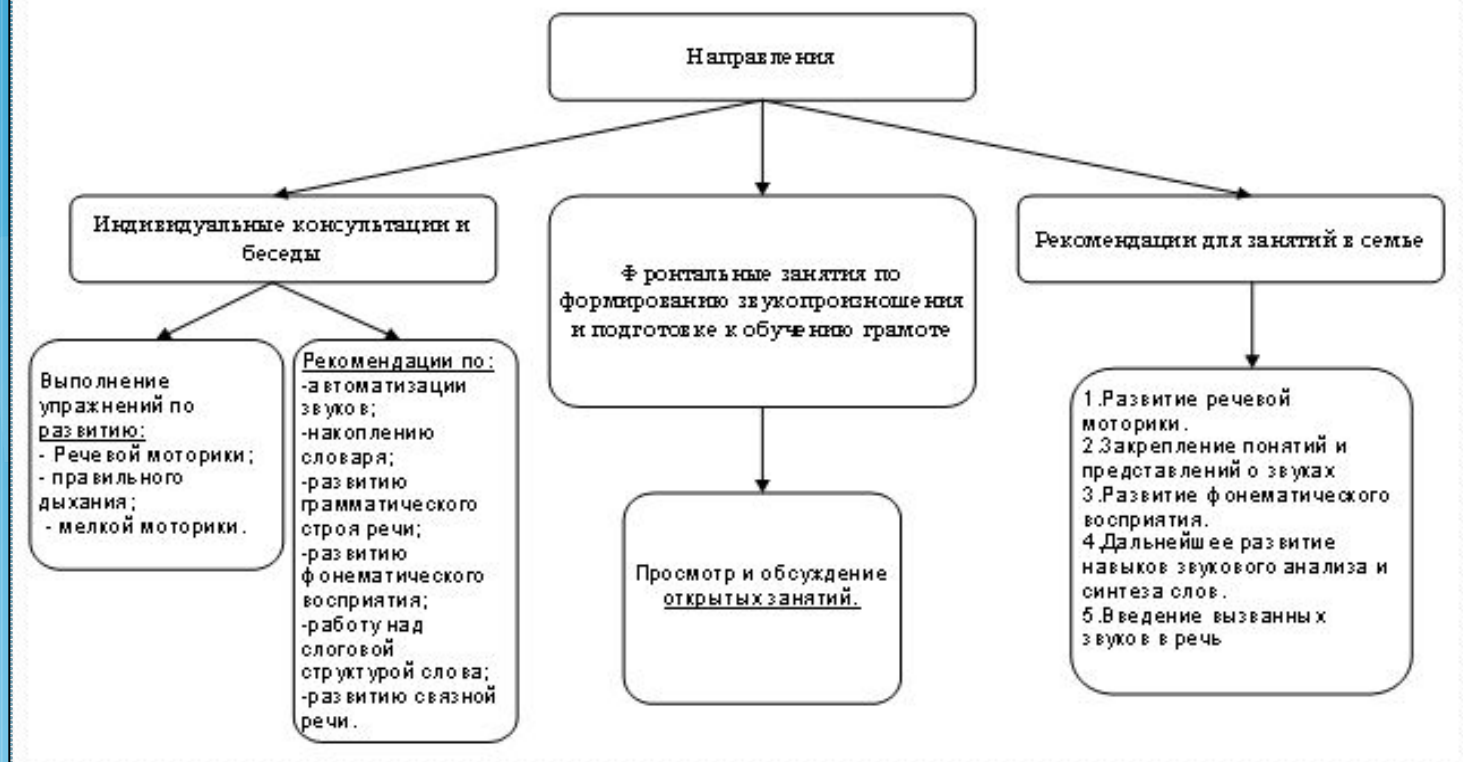 Направления
Индивидуальные консультации и
беседы
Фронтальные занятия по
формированию звукопроизношения
и подготовке к обучению грамоте
Рекомендации для занятий в семье
Выполнение
упражнений по
развитию:
- Речевой моторики;
- правильного
дыхания;
- мелкой моторики.
Рекомендации по:
-автоматизации
звуков;
-накоплению
словаря;
-развитию
грамматического
строя речи;
-развитию
фонематического
восприятия;
-работу над
слоговой
структурой слова;
-развитию связной
речи.
Просмотр и обсуждение
открытых занятий.
1.Развитие речевой
моторики.
2.Закрепление понятий и
представлений о звуках
3.Развитие фонематического
восприятия.
4.Дальнейшее развитие
навыков звукового анализа и
синтеза слов.
5.Введение вызванных
звуков в речь